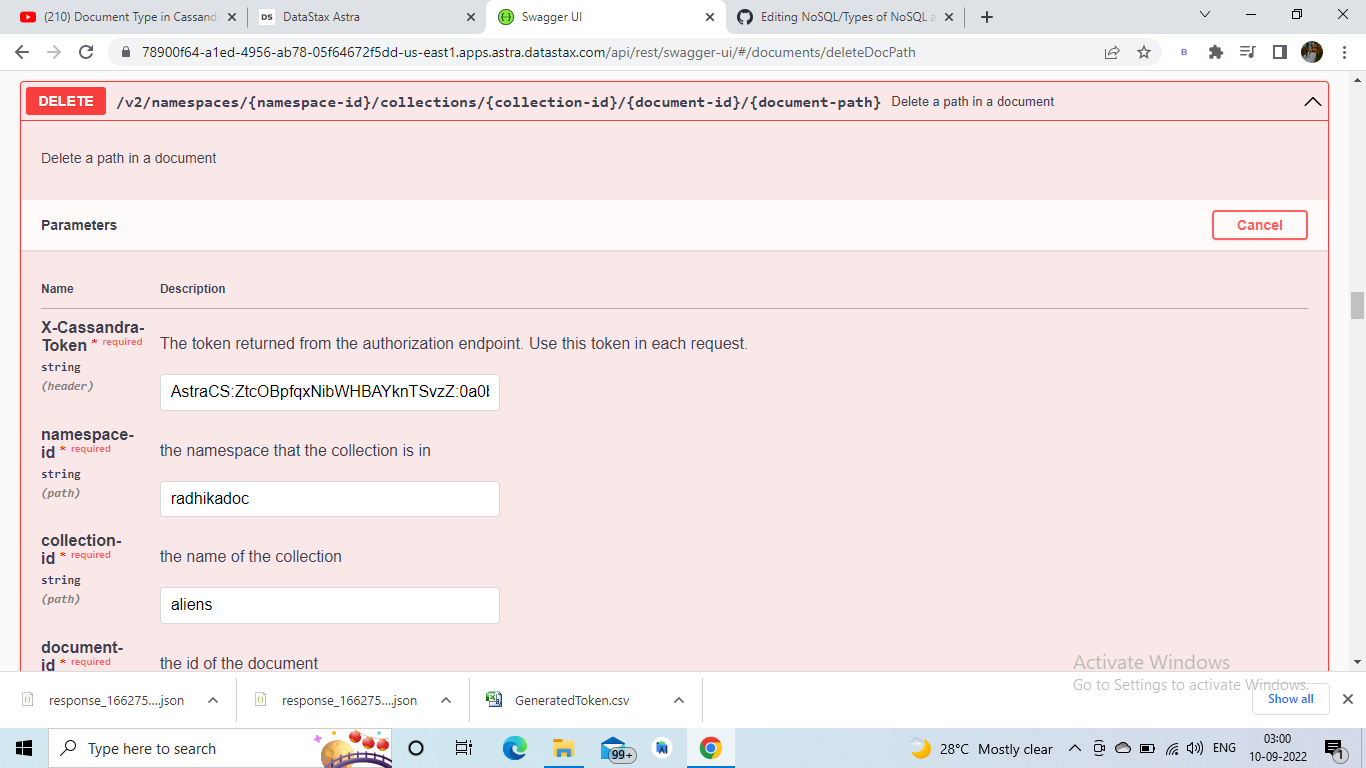 (210) Document Type in Cassand
DS DataStax Astra
Swagger UI
Editing NoSQL/Types of NoSQL a
78900f64-a1ed-4956-ab78-05f64672f5dd-us-east1.apps.astra.datastax.com/api/rest/swagger-ui/#/documents/deleteDocPath
B
DELETE /v2/namespaces/{namespace-id}/collections/{collection-id}/{document-id}/{document-path} Delete a path in a document
Delete a path in a document
Parameters
Cancel
Name Description
X-Cassandra-
Token * required
string
(header)
The token returned from the authorization endpoint. Use this token in each request.
AstraCS:ZtcOBpfqxNibWHBAYknTSvzZ:0a0b
namespace-
id * required
string
(path)
the namespace that the collection is in
radhikadoc
collection-
id * required
string
(path)
the name of the collection
aliens
document-
id * required
the id of the document
Activate Windows
Go to Settings to activate Windows.
response_166275....json
response_166275....json
GeneratedToken.csv
Show all
Type here to search
99+
28°C Mostly clear
ENG
03:00
10-09-2022
1